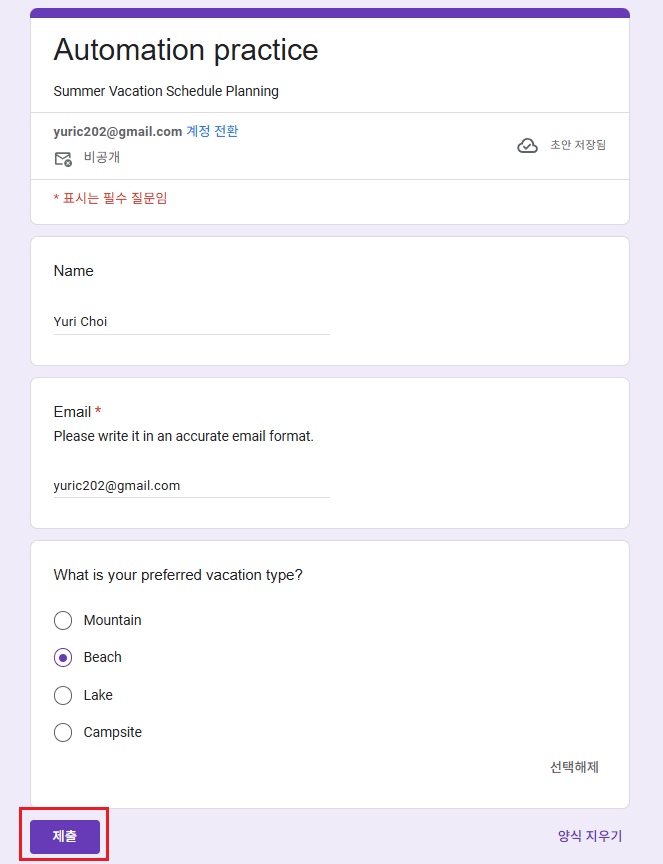 Automation practice
Summer Vacation Schedule Planning
yuric202@gmail.com 계정 전환
비공개
초안 저장됨
* 표시는 필수 질문임
Name
Yuri Choi
Email *
Please write it in an accurate email format.
yuric202@gmail.com
What is your preferred vacation type?
Mountain
Beach
Lake
Campsite
선택해제
제출
양식 지우기